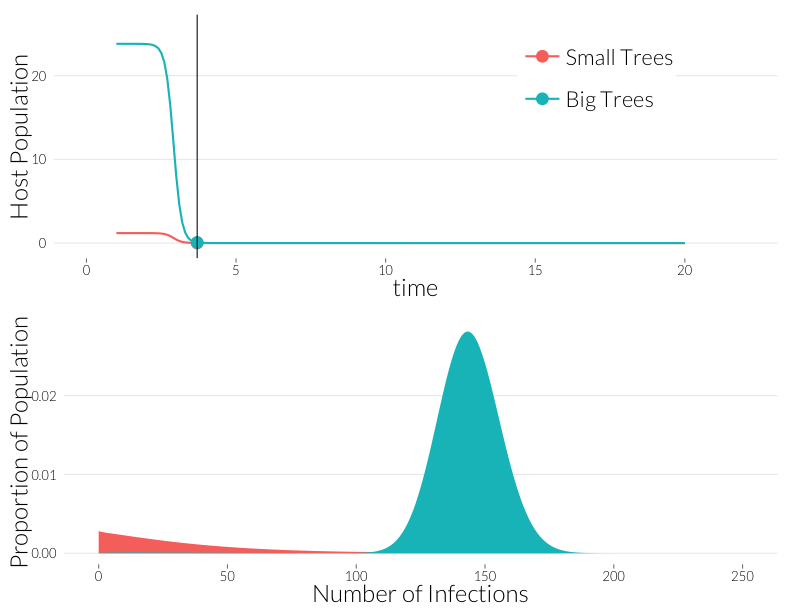 Host Population
20
10
0
Small Trees
Big Trees
0 5 10 15 20
time
Proportion of Population
0.02
0.01
0.00
0 50 100 150 200 250
Number of Infections